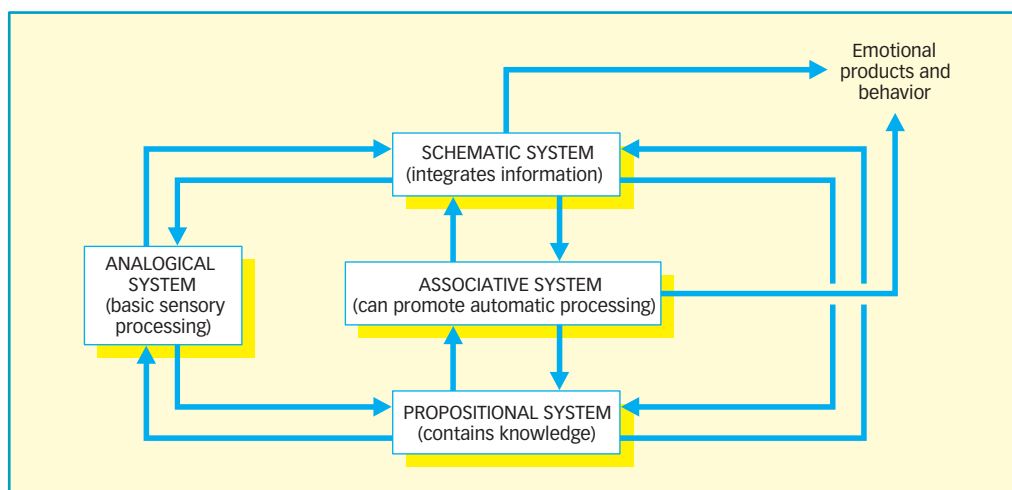 Emotional
products and
behavior
SCHEMATIC SYSTEM
(integrates information)
ANALOGICAL
SYSTEM
(basic sensory
processing)
ASSOCIATIVE SYSTEM
(can promote automatic processing)
PROPOSITIONAL SYSTEM
(contains knowledge)